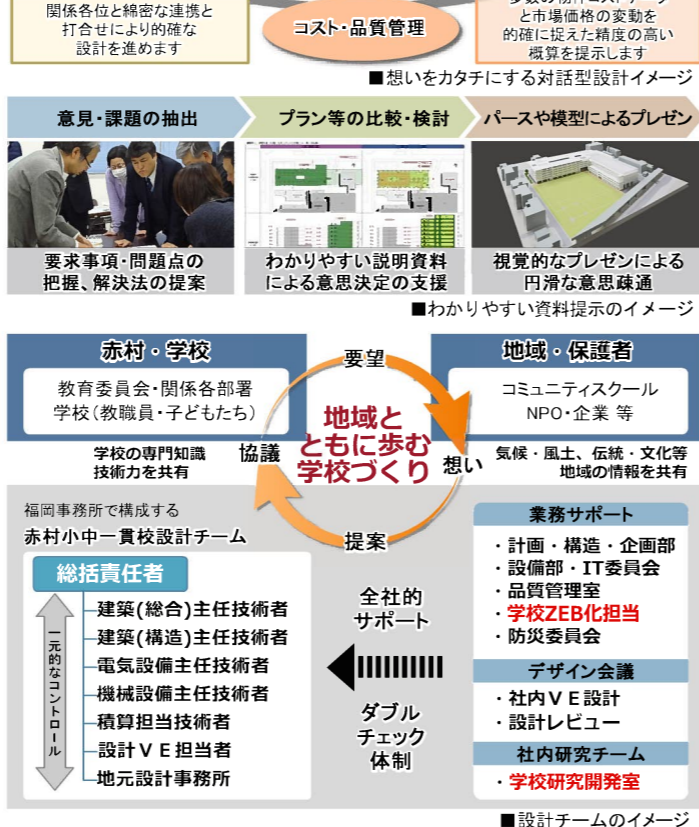 関係各位と綿密な連携と
打合せにより的確な
設計を進めます
コスト・品質管理
と市場価格の変動を
的確に捉えた精度の高い
概算を提示します
■想いをカタチにする対話型設計イメージ
意見・課題の抽出
プラン等の比較・検討
パースや模型によるプレゼン
要求事項・問題点の
把握、解決法の提案
わかりやすい説明資料
による意思決定の支援
視覚的なプレゼンによる
円滑な意思疎通
■わかりやすい資料提示のイメージ
赤村・学校
教育委員会・関係各部署
学校(教職員・子どもたち)
学校の専門知識
技術力を共有
要望
協議
地域と
ともに歩む
学校づくり
想い
提案
地域・保護者
コミュニティスクール
NPO・企業 等
気候・風土、伝統・文化等
地域の情報を共有
福岡事務所で構成する
赤村小中一貫校設計チーム
総括責任者
一元的なコントロール
建築(総合)主任技術者
建築(構造)主任技術者
電気設備主任技術者
機械設備主任技術者
積算担当技術者
設計VE担当者
地元設計事務所
全社的
サポート
ダブル
チェック
体制
業務サポート
・計画・構造・企画部
・設備部・IT委員会
・品質管理室
・学校ZEB化担当
・防災委員会
デザイン会議
・社内VE設計
・設計レビュー
社内研究チーム
・学校研究開発室
■設計チームのイメージ